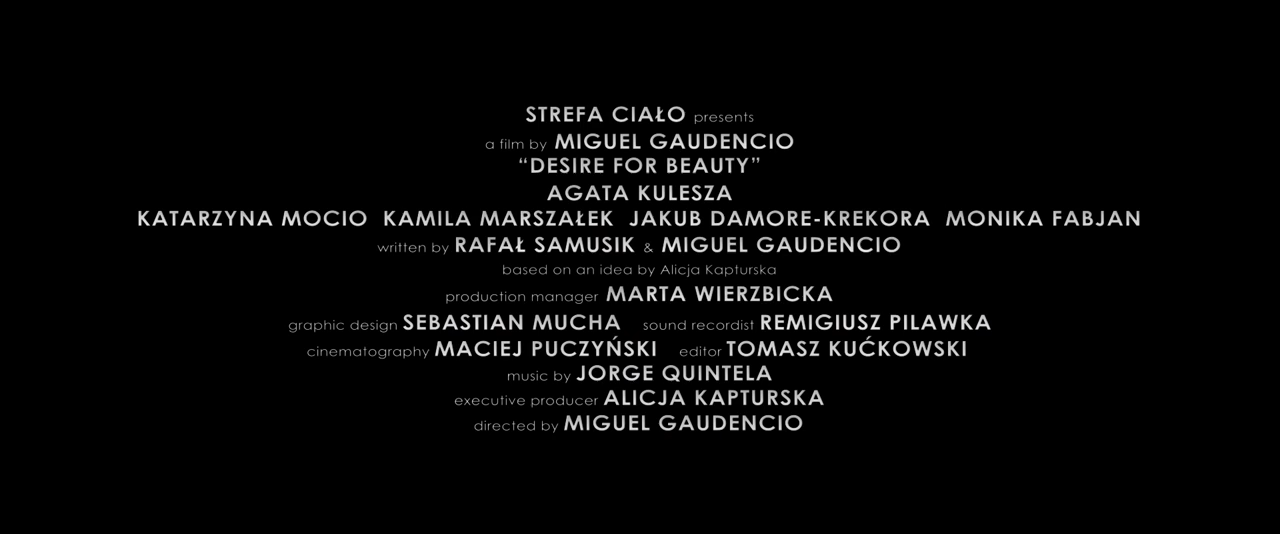 STREFA CIAŁO presents
a film by MIGUEL GAUDENCIO
“DESIRE FOR BEAUTY”
AGATA KULESZA
KATARZYNA MOCIO KAMILA MARSZAŁEK JAKUB DAMORE-KREKORA MONIKA FABJAN
written by RAFAŁ SAMUSIK & MIGUEL GAUDENCIO
based on an idea by Alicja Kapturska
production manager MARTA WIERZBICKA
graphic design SEBASTIAN MUCHA sound recordist REMIGIUSZ PILAWKA
cinematography MACIEJ PUCZYŃSKI editor TOMASZ KUĆKOWSKI
music by JORGE QUINTELA
executive producer ALICJA KAPTURSKA
directed by MIGUEL GAUDENCIO